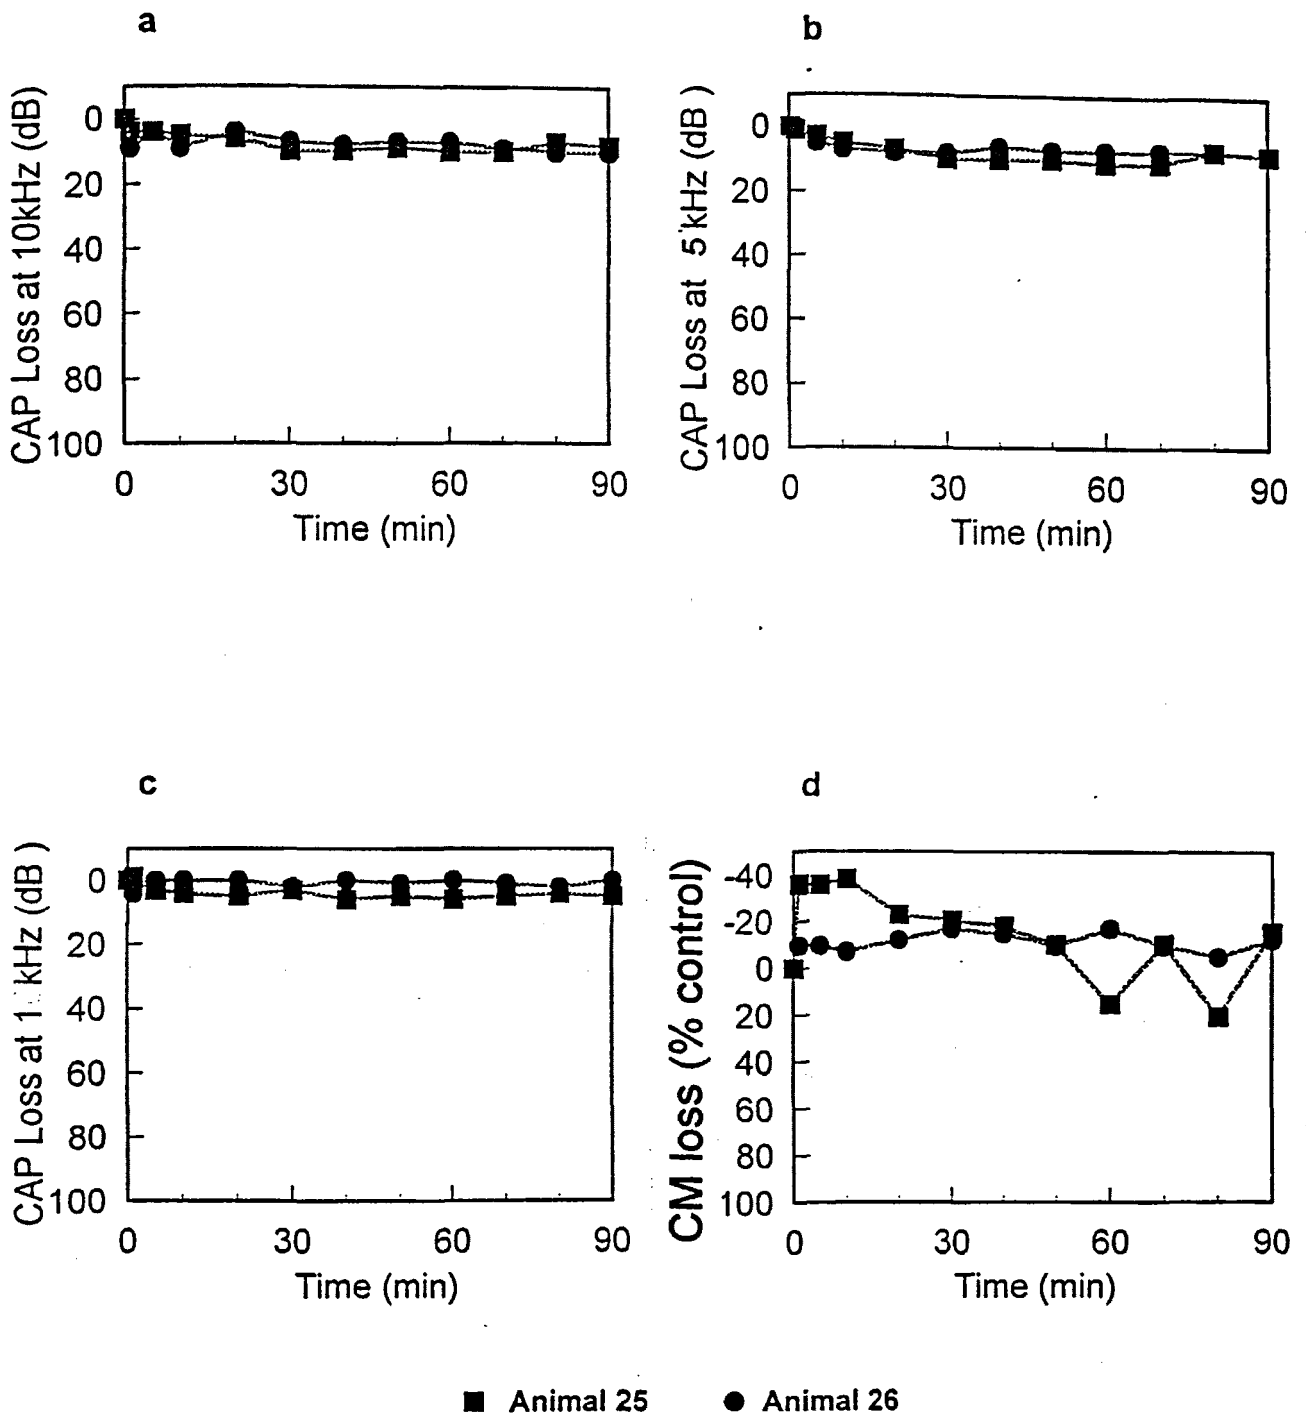 a
CAP Loss at 10kHz (dB)
0
20
40
60
80
100
0 30 60 90
Time (min)
b
CAP Loss at 5 kHz (dB )
0
20
40
60
80
100
0 30 60 90
Time (min)
c
CAP Loss at 1 kHz (dB )
0
20
40
60
80
100
0 30 60 90
Time (min)
d
CM loss (% control)
-40
-20
0
20
40
60
80
100
0 30 60 90
Time (min)
Animal 25 Animal 26